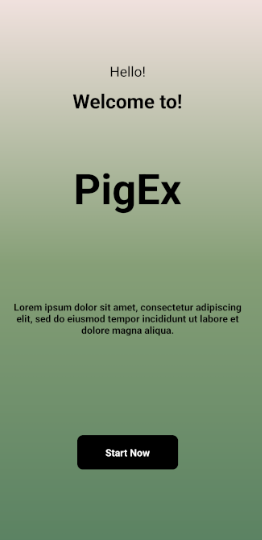 Hello!
Welcome to!
PigEx
Lorem ipsum dolor sit amet, consectetur adipiscing
elit, sed do eiusmod tempor incididunt ut labore et
dolore magna aliqua.
Start Now